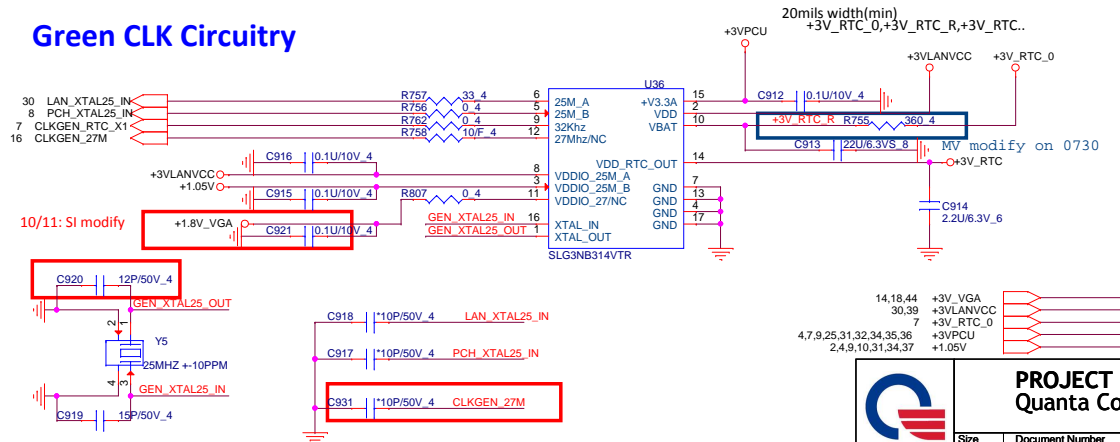 Green CLK Circuitry
20mils width(min)
+3V_RTC_0,+3V_RTC_R,+3V_RTC..
+3VPCU
+3VLANVCC
+3V_RTC_0
U36
30 LAN_XTAL25_IN
8 PCH_XTAL25_IN
7 CLKGEN_RTC_X1
16 CLKGEN_27M
R757 33_4
R756 0_4
R762 0_4
R758 10/F_4
6 25M_A
5 25M_B
9 32Khz
12 27Mhz/NC
+V3.3A 15
VDD 2
VBAT 10
C912 0.1U/10V_4
+3V_RTC_R R755 360_4
MV modify on 0730
C913 22U/6.3VS_8
+3V_RTC
VDD_RTC_OUT 14
C916 0.1U/10V_4
+3VLANVCC
+1.05V
C915 0.1U/10V_4
8 VDDIO_25M_A
3 VDDIO_25M_B
11 VDDIO_27/NC
R807 0_4
GND 7
GND 13
GND 4
GND 17
C914
2.2U/6.3V_6
10/11: SI modify
+1.8V_VGA
C921 0.1U/10V_4
GEN_XTAL25_IN 16 XTAL_IN
GEN_XTAL25_OUT 1 XTAL_OUT
SLG3NB314VTR
C920 12P/50V_4
GEN_XTAL25_OUT
2 1
Y5
25MHZ +-10PPM
4 3
GEN_XTAL25_IN
C919 15P/50V_4
C918 *10P/50V_4 LAN_XTAL25_IN
C917 *10P/50V_4 PCH_XTAL25_IN
C931 *10P/50V_4 CLKGEN_27M
14,18,44 +3V_VGA
30,39 +3VLANVCC
7 +3V_RTC_0
4,7,9,25,31,32,34,35,36 +3VPCU
2,4,9,10,31,34,37 +1.05V
PROJECT
Quanta Co
Size Document Number